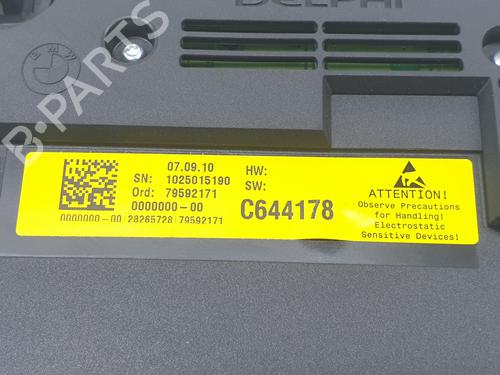 DELPHI
BMW
B-PARTS
07.09.10 HW:
SN: 1025015190 SW:
Ord: 79592171
0000000-00 C644178
0000000-00|28265728|79592171
ATTENTION!
Observe Precautions
for Handling!
Electrostatic
Sensitive Devices!